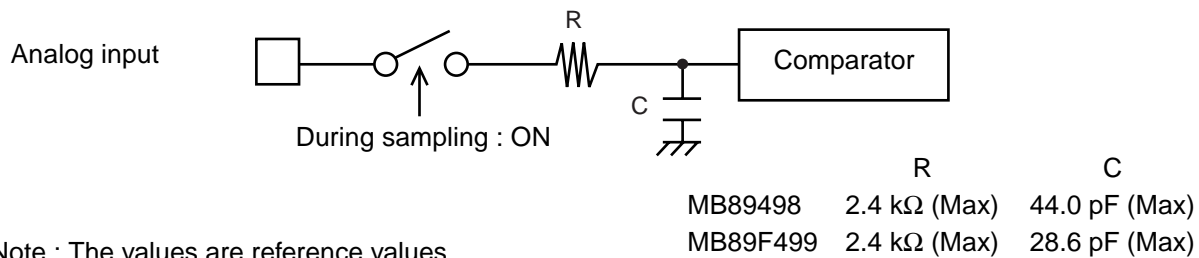 R
Analog input
Comparator
C
During sampling : ON
R C
MB89498 2.4 kΩ (Max) 44.0 pF (Max)
MB89F499 2.4 kΩ (Max) 28.6 pF (Max)
Note : The values are reference values